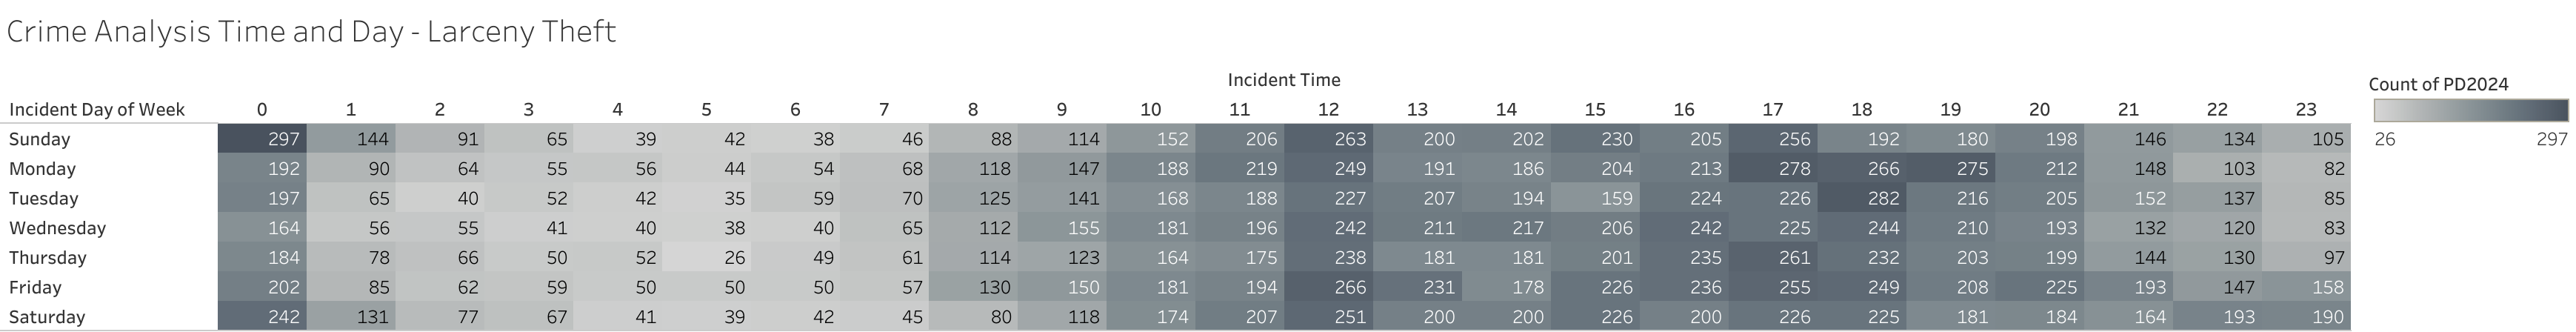 Crime Analysis Time and Day - Larceny Theft
Incident Time
Count of PD2024
Incident Day of Week 0 1 2 3 4 5 6 7 8 9 10 11 12 13 14 15 16 17 18 19 20 21 22 23
Sunday 297 144 91 65 39 42 38 46 88 114 152 206 263 200 202 230 205 256 192 180 198 146 134 105
26 297
Monday 192 90 64 55 56 44 54 68 118 147 188 219 249 191 186 204 213 278 266 275 212 148 103 82
Tuesday 197 65 40 52 42 35 59 70 125 141 168 188 227 207 194 159 224 226 282 216 205 152 137 85
Wednesday 164 56 55 41 40 38 40 65 112 155 181 196 242 211 217 206 242 225 244 210 193 132 120 83
Thursday 184 78 66 50 52 26 49 61 114 123 164 175 238 181 181 201 235 261 232 203 199 144 130 97
Friday 202 85 62 59 50 50 50 57 130 150 181 194 266 231 178 226 236 255 249 208 225 193 147 158
Saturday 242 131 77 67 41 39 42 45 80 118 174 207 251 200 200 226 200 226 225 181 184 164 193 190